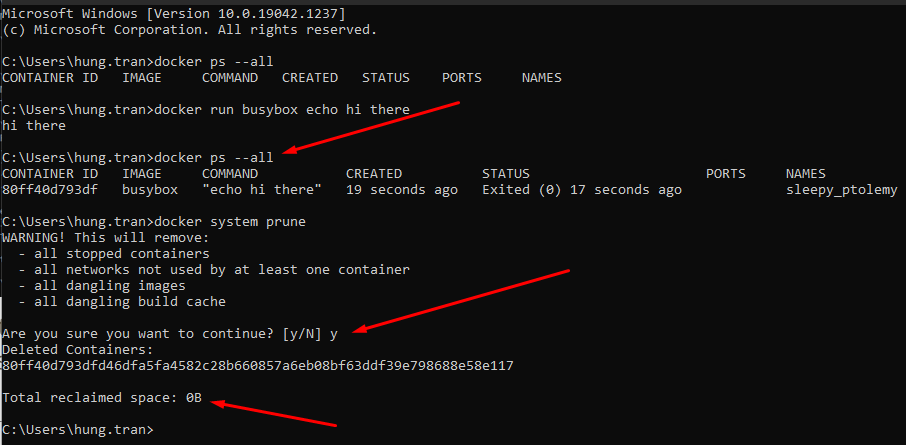 Microsoft Windows [Version 10.0.19042.1237]
(c) Microsoft Corporation. All rights reserved.
C:\Users\hung.tran>docker ps --all
CONTAINER ID   IMAGE     COMMAND   CREATED   STATUS    PORTS     NAMES
C:\Users\hung.tran>docker run busybox echo hi there
hi there
C:\Users\hung.tran>docker ps --all
CONTAINER ID   IMAGE     COMMAND           CREATED          STATUS                      PORTS     NAMES
80ff40d793df   busybox   "echo hi there"   19 seconds ago   Exited (0) 17 seconds ago             sleepy_ptolemy
C:\Users\hung.tran>docker system prune
WARNING! This will remove:
  - all stopped containers
  - all networks not used by at least one container
  - all dangling images
  - all dangling build cache
Are you sure you want to continue? [y/N] y
Deleted Containers:
80ff40d793dfd46dfa5fa4582c28b660857a6eb08bf63ddf39e798688e58e117
Total reclaimed space: 0B
C:\Users\hung.tran>